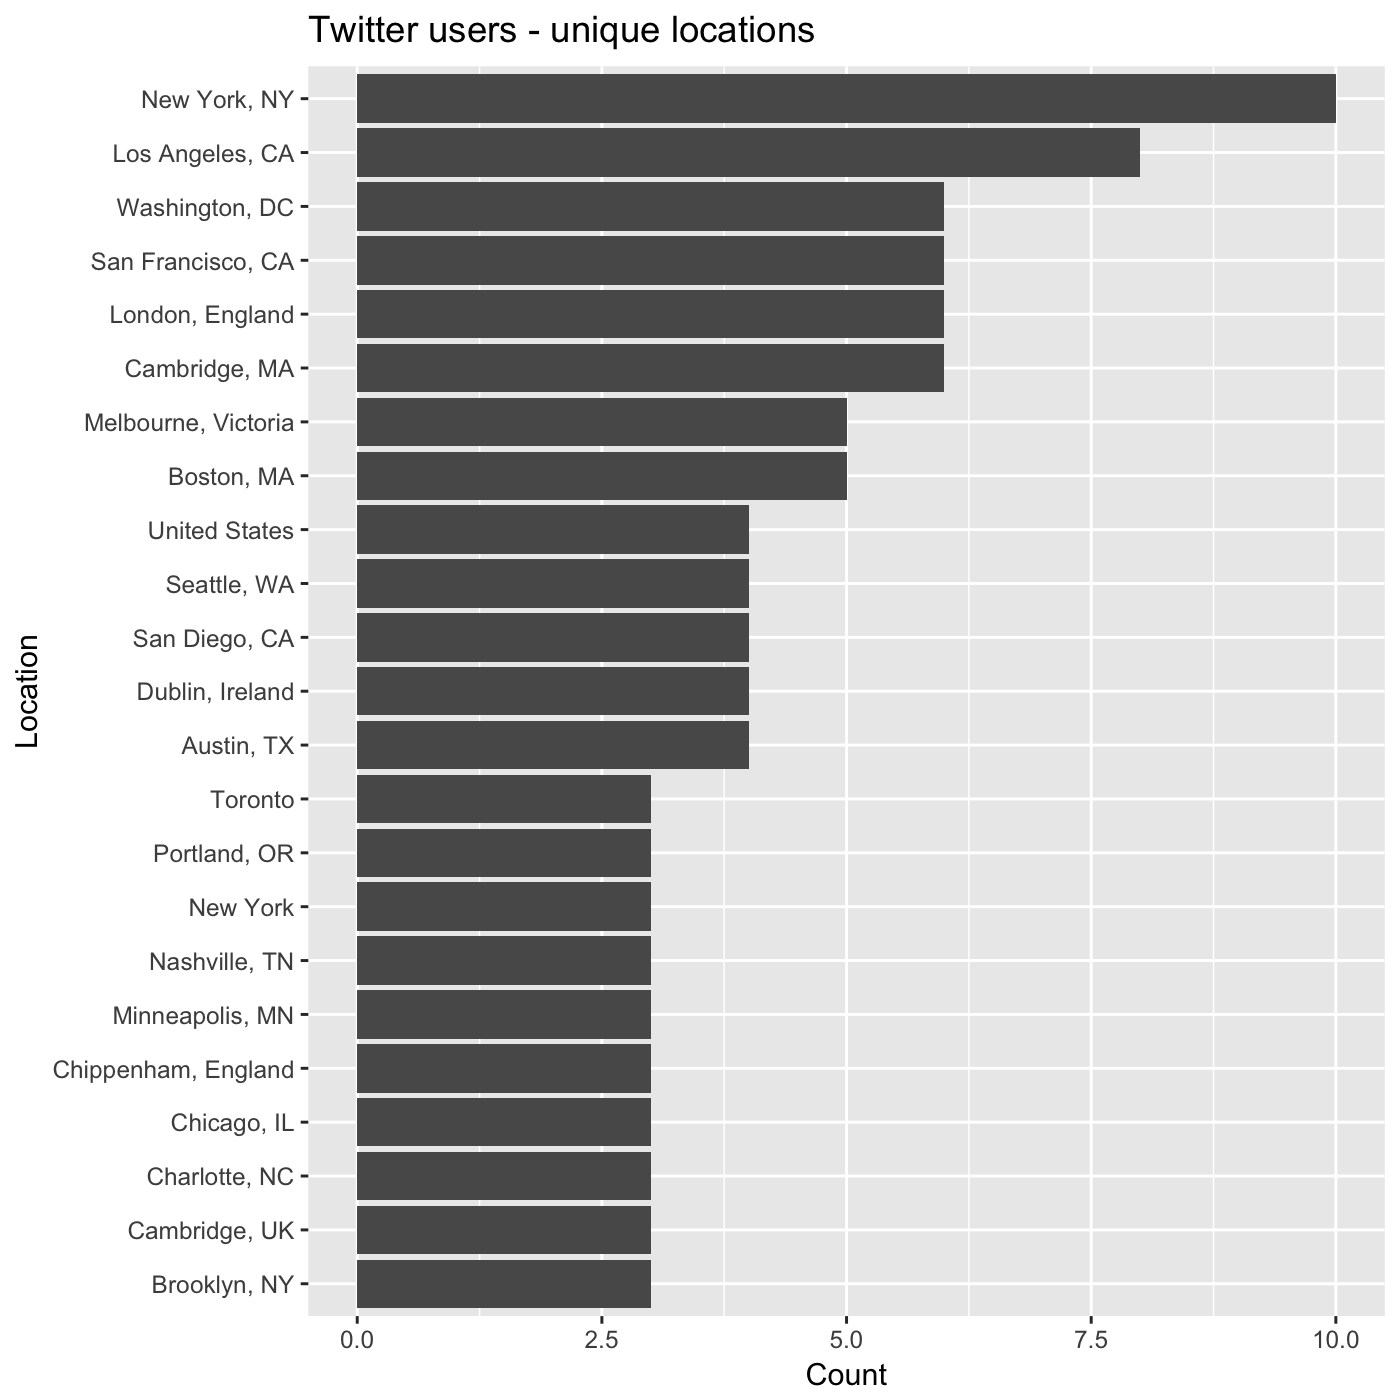 Twitter users - unique locations
New York, NY
Los Angeles, CA
Washington, DC
San Francisco, CA
London, England
Cambridge, MA
Melbourne, Victoria
Boston, MA
United States
Seattle, WA
San Diego, CA
Dublin, Ireland
Austin, TX
Toronto
Portland, OR
New York
Nashville, TN
Minneapolis, MN
Chippenham, England
Chicago, IL
Charlotte, NC
Cambridge, UK
Brooklyn, NY
Location
0.0 2.5 5.0 7.5 10.0
Count